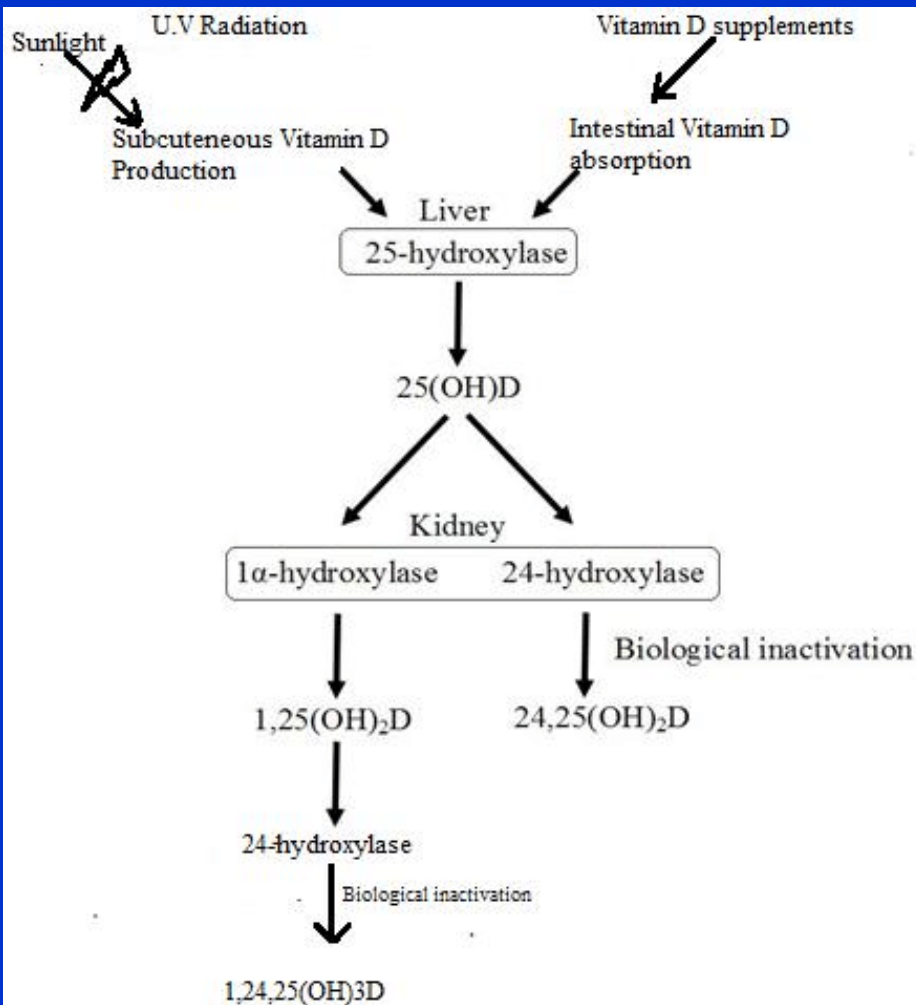 U.V Radiation
Sunlight
Vitamin D supplements
Subcuteneous Vitamin D
Production
Intestinal Vitamin D
absorption
Liver
25-hydroxylase
25(OH)D
Kidney
1α-hydroxylase
24-hydroxylase
Biological inactivation
1,25(OH)₂D
24,25(OH)₂D
24-hydroxylase
Biological inactivation
1,24,25(OH)3D